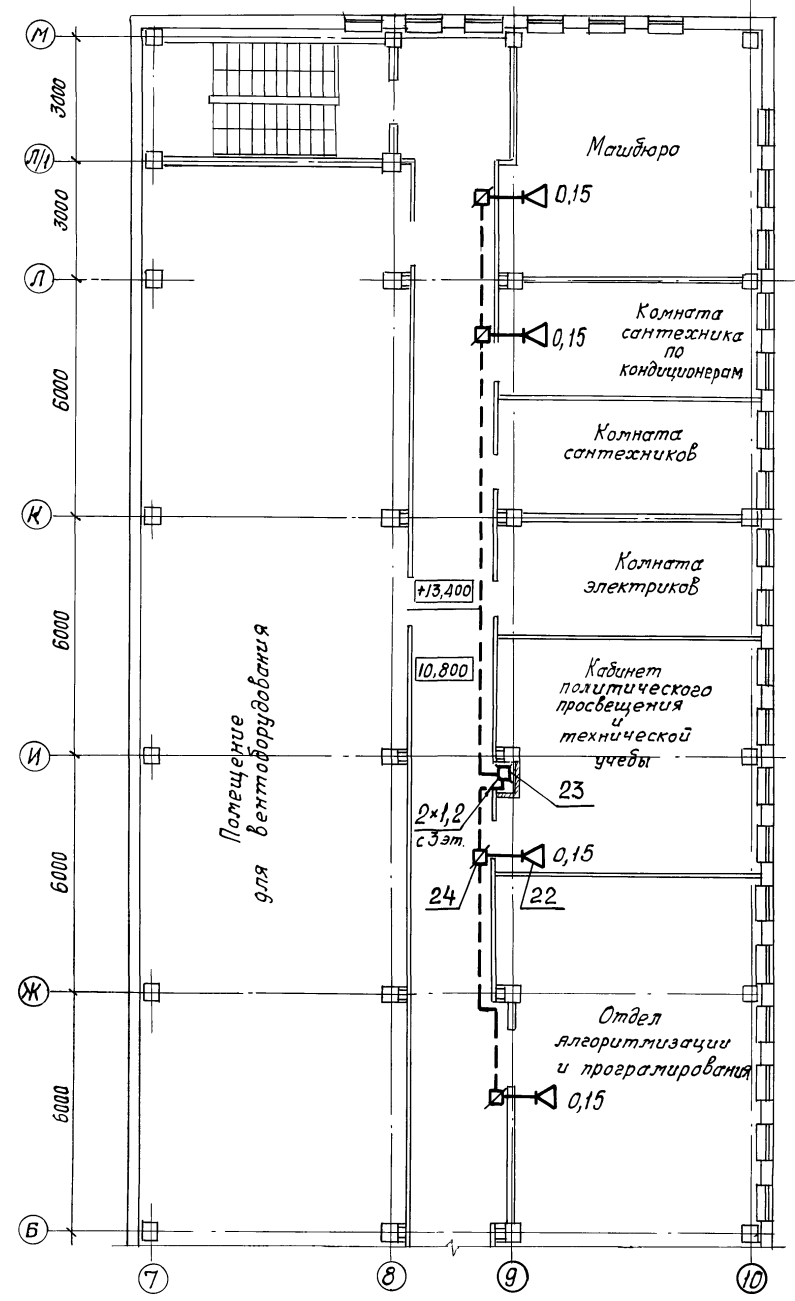 М
3000
Л/1
Машбюро
0,15
3000
Л
Комната
сантехника
по
кондиционерам
0,15
6000
Комната
сантехников
К
Комната
электриков
+13,400
6000
10,800
Кабинет
политического
просвещения
и
технической
учебы
Помещение
для вентоборудования
И
23
2×1,2
с 3 эт.
0,15
24
22
6000
Ж
Отдел
алгоритмизации
и програмирования
0,15
6000
Б
7
8
9
10